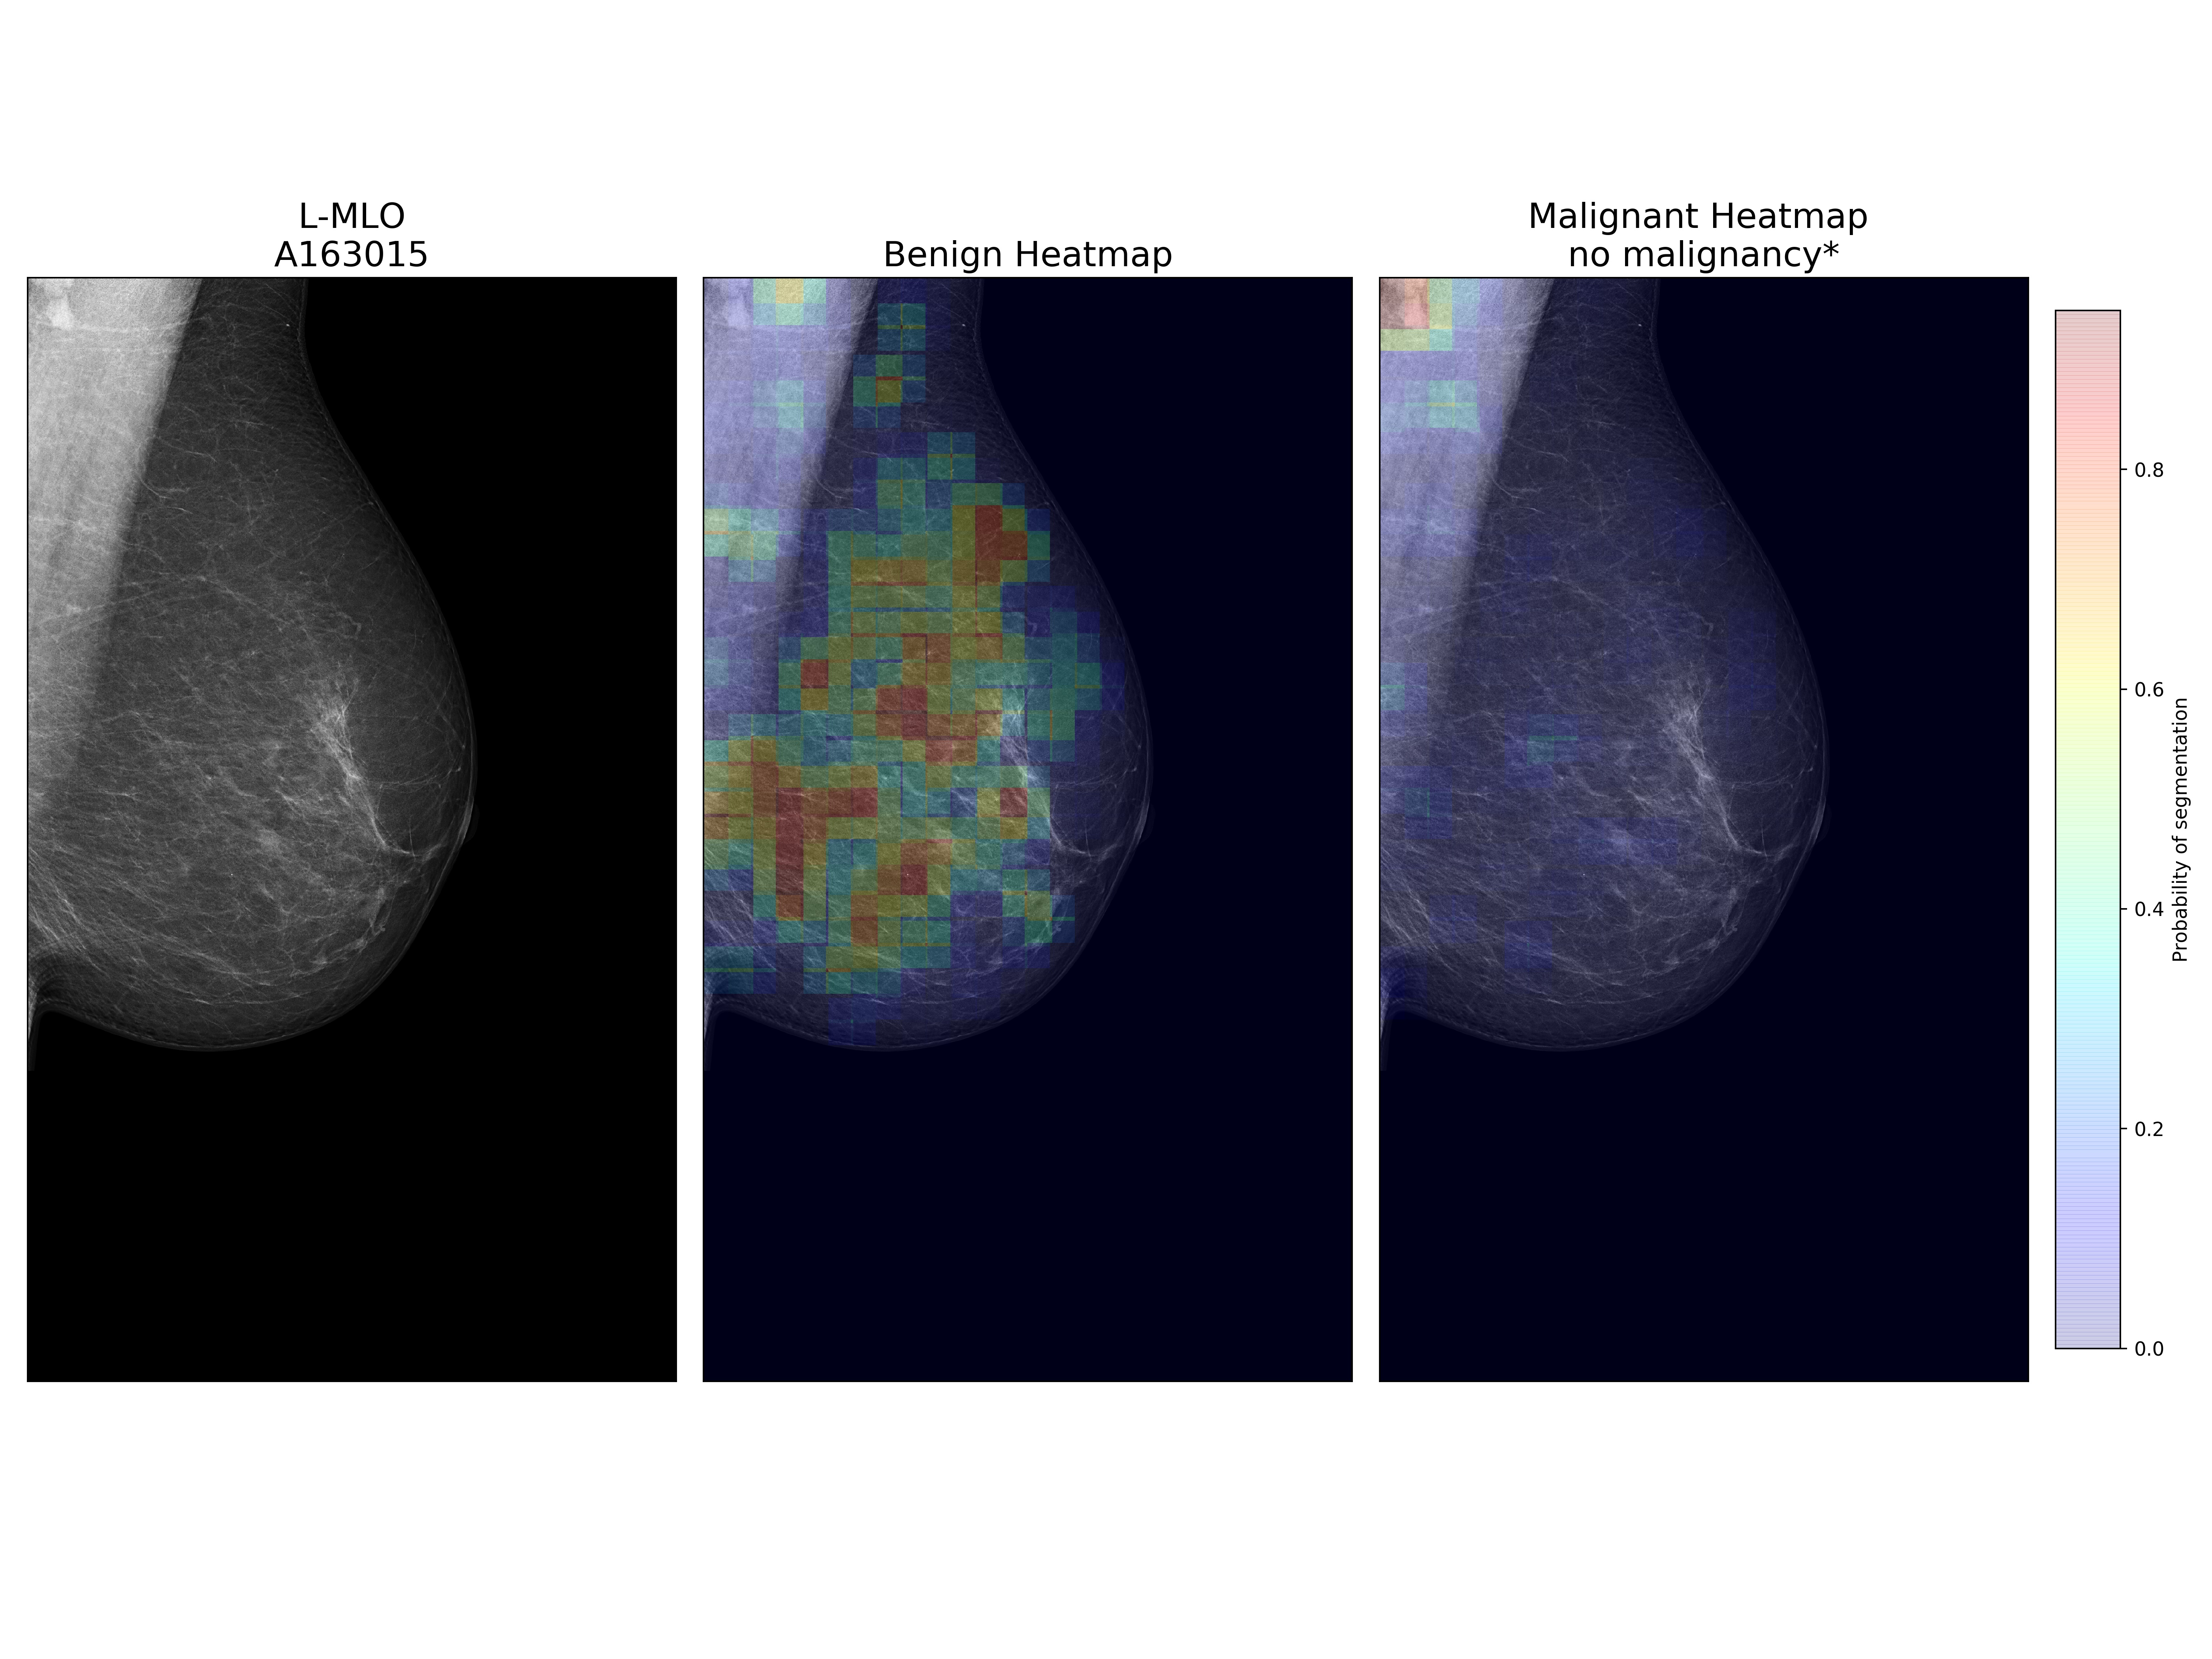 L-MLO
A163015
Benign Heatmap
Malignant Heatmap
no malignancy*
0.8
0.6
0.4
0.2
0.0
Probability of segmentation